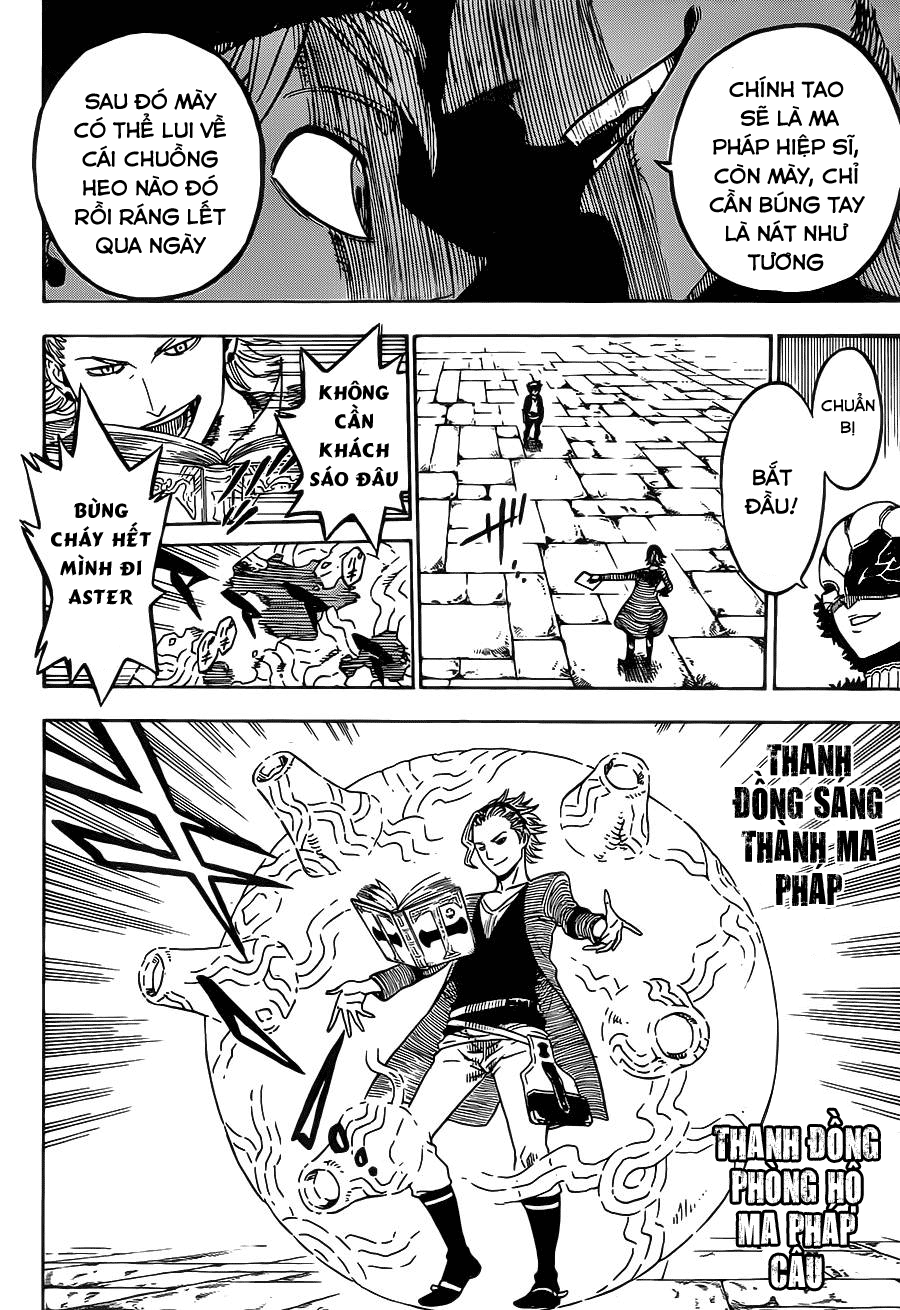 CHÍNH TAO
SẼ LÀ MA
PHÁP HIỆP SĨ,
CÒN MÀY, CHỈ
CẦN BÚNG TAY
LÀ NÁT NHƯ
TƯƠNG
SAU ĐÓ MÀY
CÓ THỂ LUI VỀ
CÁI CHUỒNG
HEO NÀO ĐÓ
RỒI RÁNG LẾT
QUA NGÀY
CHUẨN
BỊ
BẮT
ĐẦU!
KHÔNG
CẦN
KHÁCH
SÁO ĐÂU
BÙNG
CHÁY HẾT
MÌNH ĐI
ASTER
THANH
ĐỒNG SÁNG
THÀNH MA
PHÁP
THANH ĐỒNG
PHÒNG HỘ
MA PHÁP
CẦU